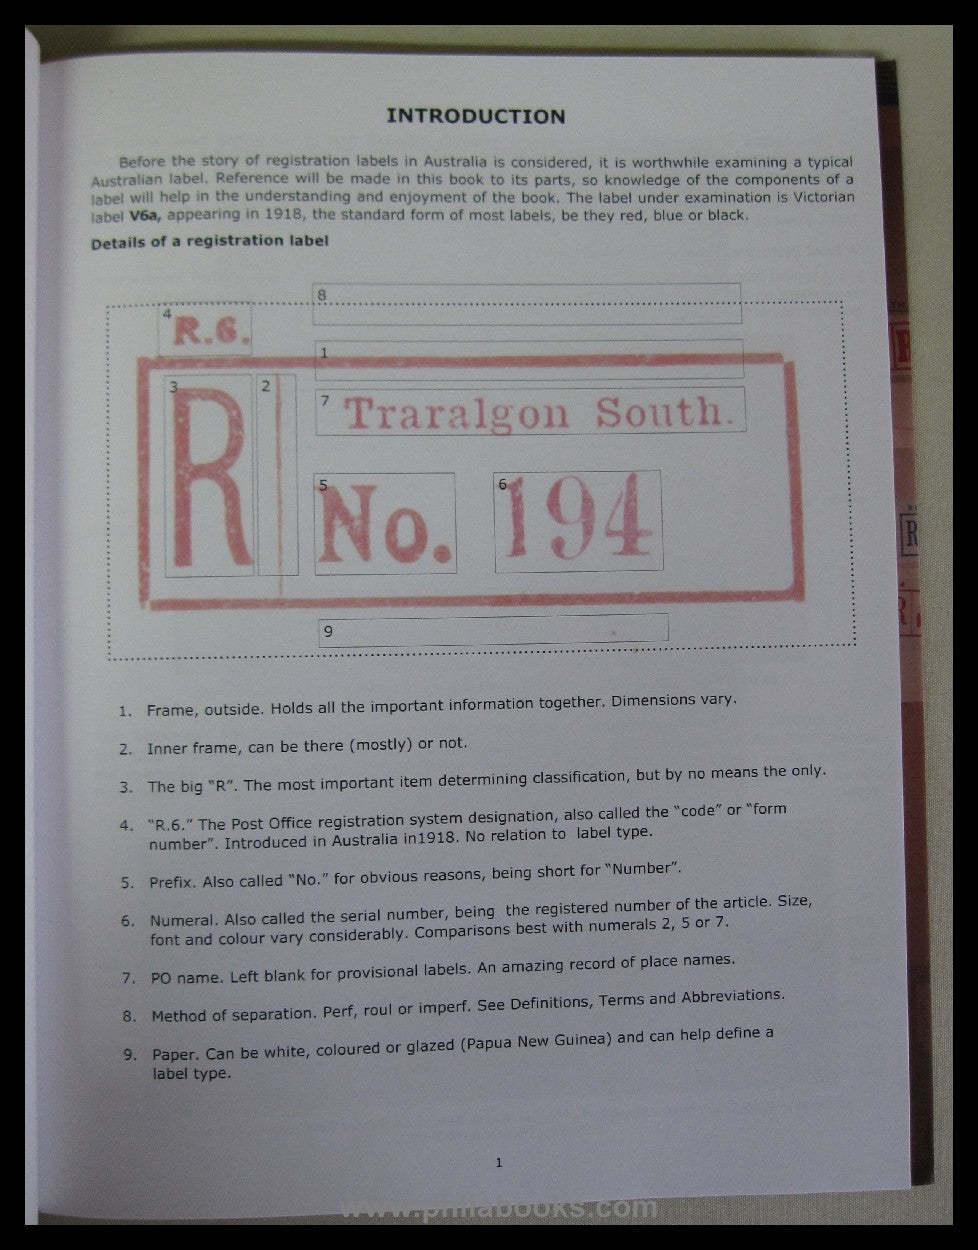 INTRODUCTION
Before the story of registration labels in Australia is considered, it is worthwhile examining a typical
Australian label. Reference will be made in this book to its parts, so knowledge of the components of a
label will help in the understanding and enjoyment of the book. The label under examination is Victorian
label V6a, appearing in 1918, the standard form of most labels, be they red, blue or black.
Details of a registration label
8
4
R.6.
1
3
2
R
7 Traralgon South.
5 No.
6 194
9
1. Frame, outside. Holds all the important information together. Dimensions vary.
2. Inner frame, can be there (mostly) or not.
3. The big "R". The most important item determining classification, but by no means the only.
4. "R.6." The Post Office registration system designation, also called the "code" or "form
number". Introduced in Australia in1918. No relation to label type.
5. Prefix. Also called "No." for obvious reasons, being short for "Number".
6. Numeral. Also called the serial number, being the registered number of the article. Size,
font and colour vary considerably. Comparisons best with numerals 2, 5 or 7.
7. PO name. Left blank for provisional labels. An amazing record of place names.
8. Method of separation. Perf, roul or imperf. See Definitions, Terms and Abbreviations.
9. Paper. Can be white, coloured or glazed (Papua New Guinea) and can help define a
label type.
1
www.philabooks.com
R
R
R